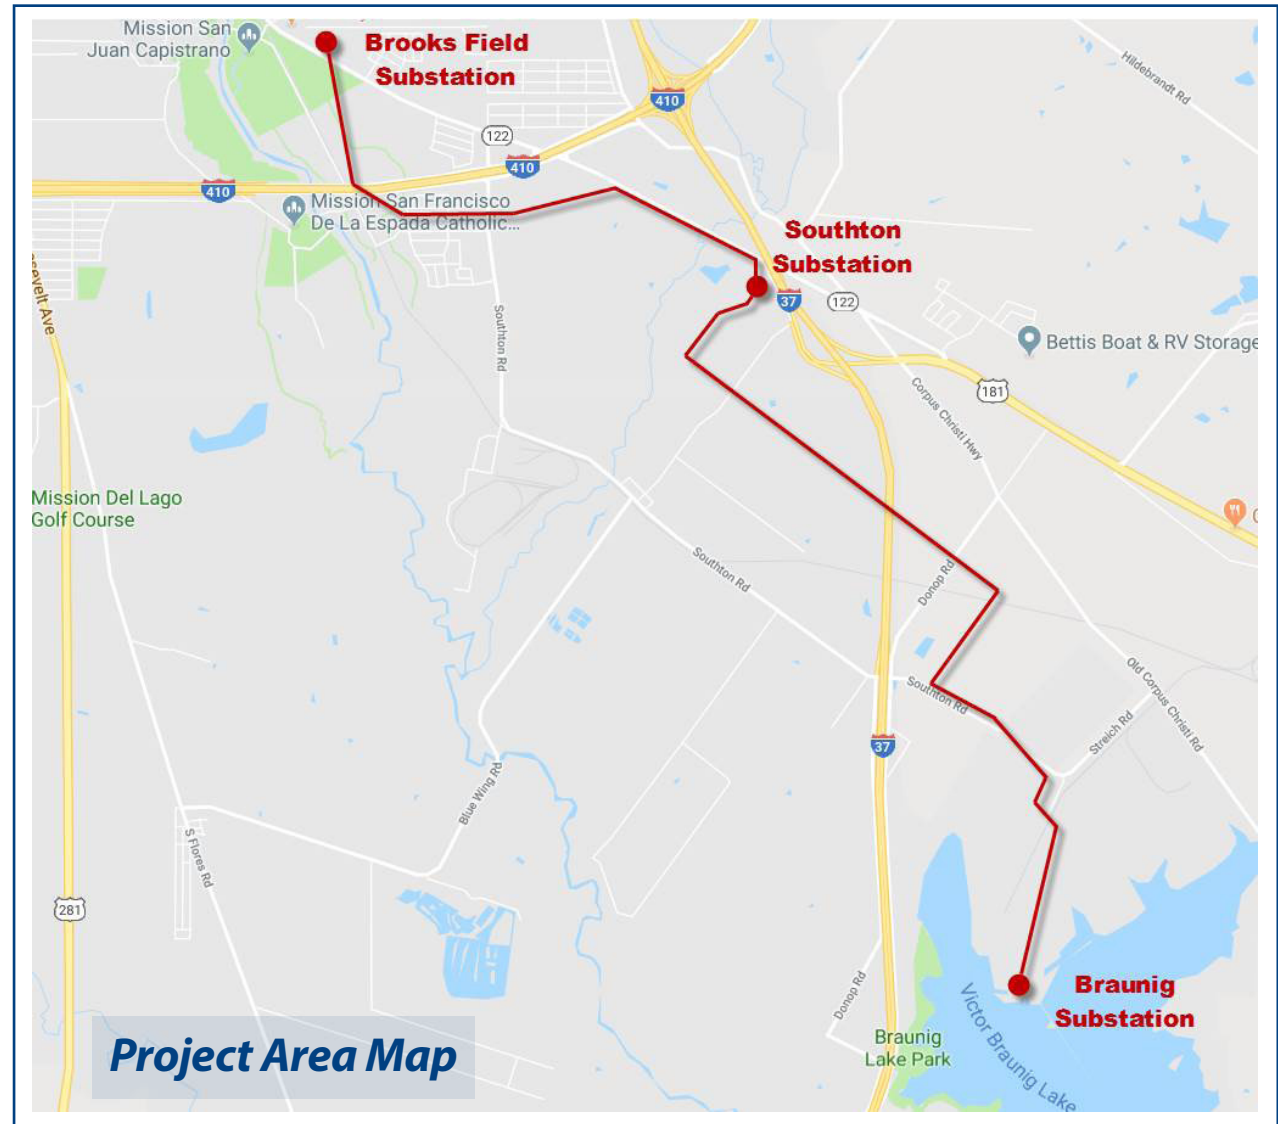 Mission San
Juan Capistrano
Brooks Field
Substation
Hildebrandt Rd
410
122
410
410
Mission San Francisco
De La Espada Catholic...
Southton
Substation
37
122
sevelt Ave
Southton Rd
Bettis Boat & RV Storage
181
Corpus Christi Hwy
Mission Del Lago
Golf Course
Southton Rd
Donop Rd
Old Corpus Christi Rd
Southton Rd
Streich Rd
37
Blue Wing Rd
S Flores Rd
281
Donop Rd
Victor Braunig Lake
Braunig
Substation
Braunig
Lake Park
Project Area Map